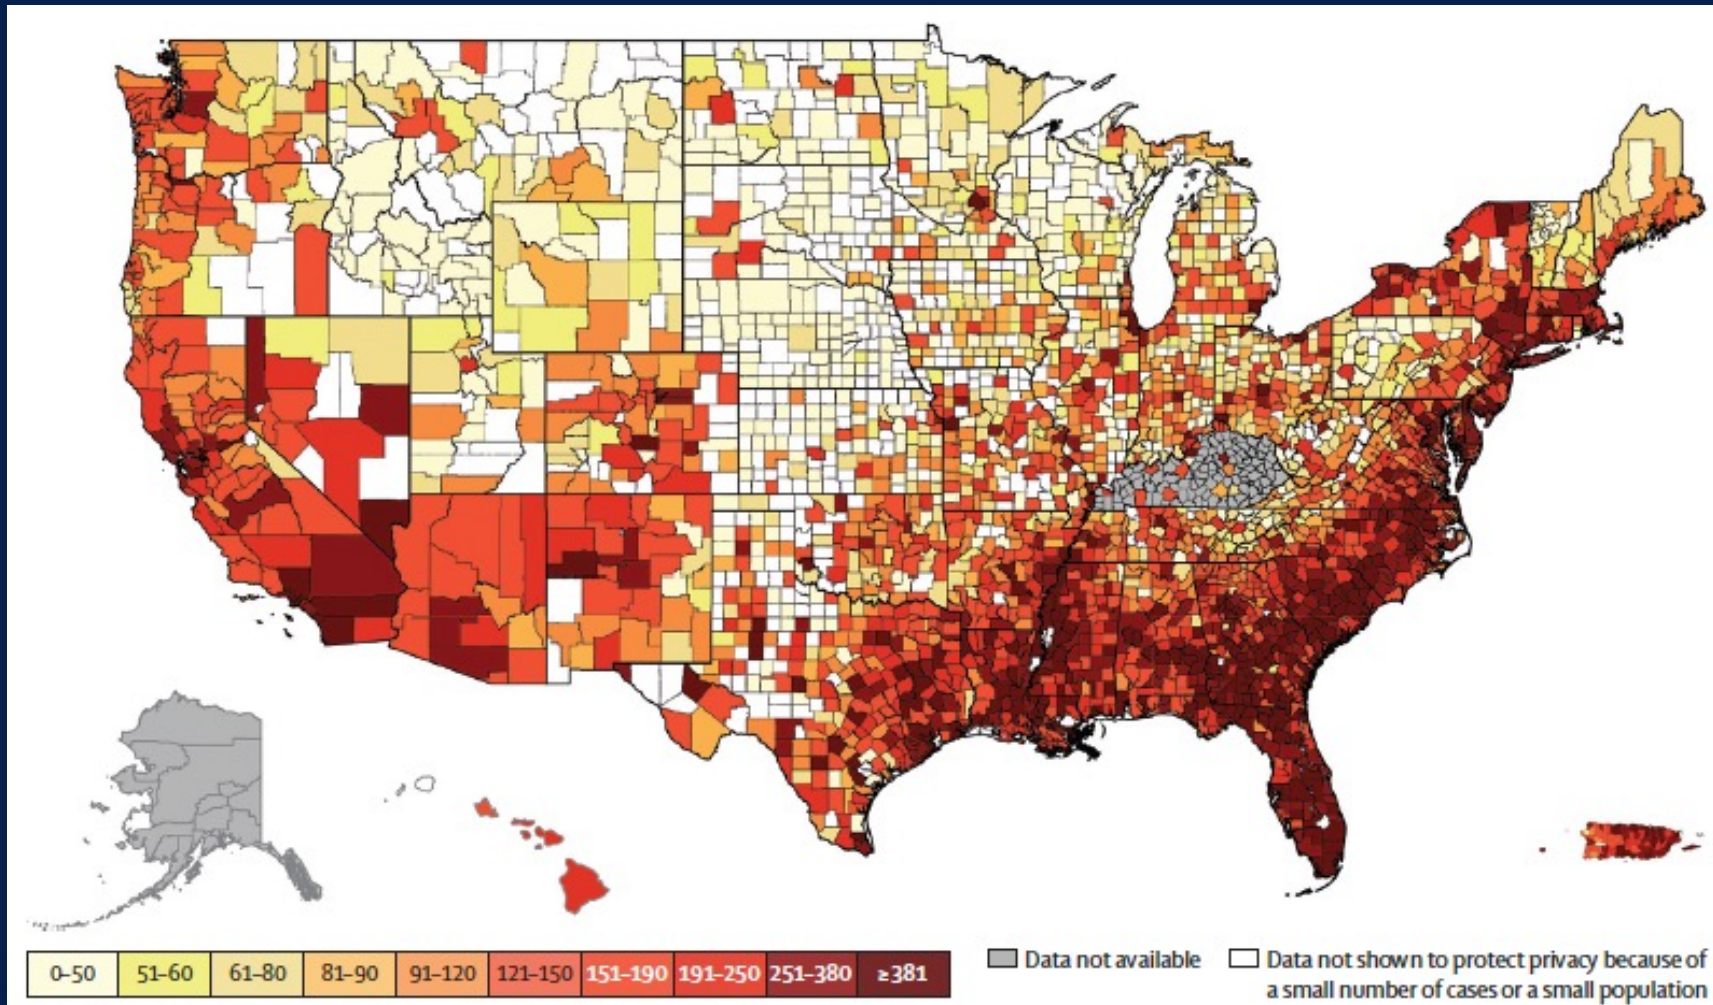 0–50 51–60 61–80 81–90 91–120 121–150 151–190 191–250 251–380 ≥381
Data not available
Data not shown to protect privacy because of
a small number of cases or a small population